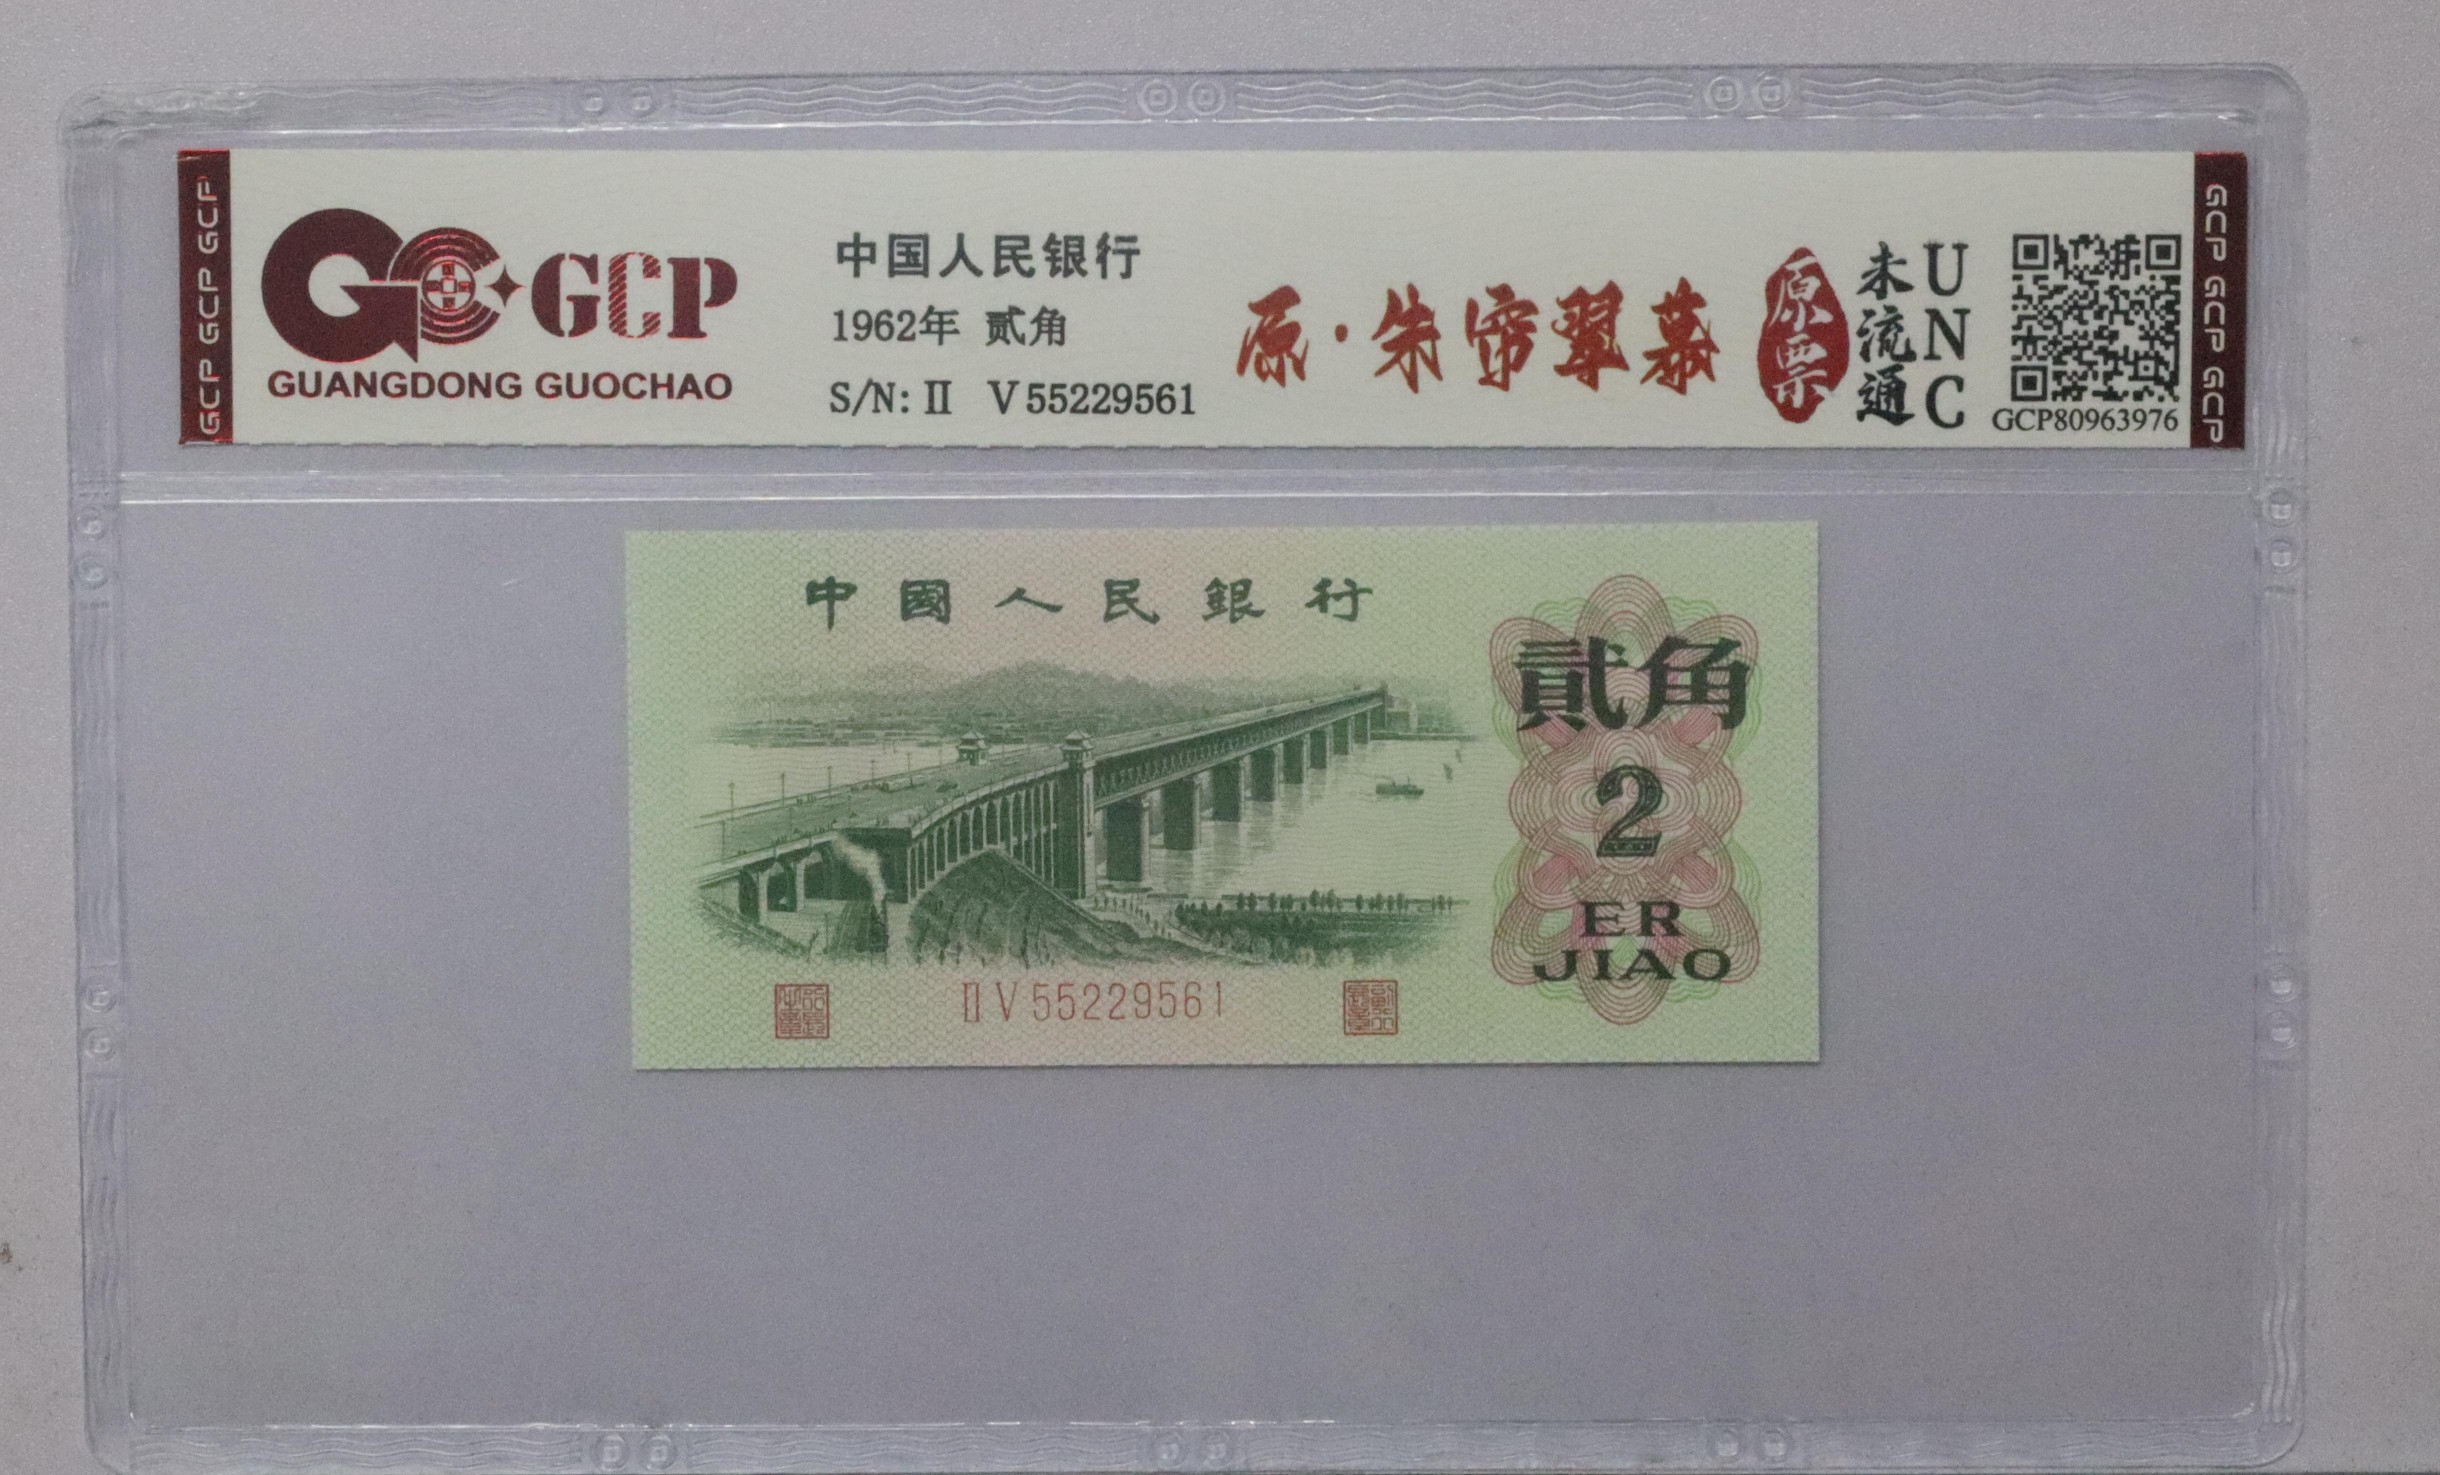 GCP GCP GCP
GCP
GUANGDONG GUOCHAO
中国人民银行
1962年 贰角
S/N: II V 55229561
原·朱帘翠幕
原票
未流通
UNC
GCP80963976
GCP GCP GCP
中國人民銀行
貳角
2
ER
JIAO
II V 55229561